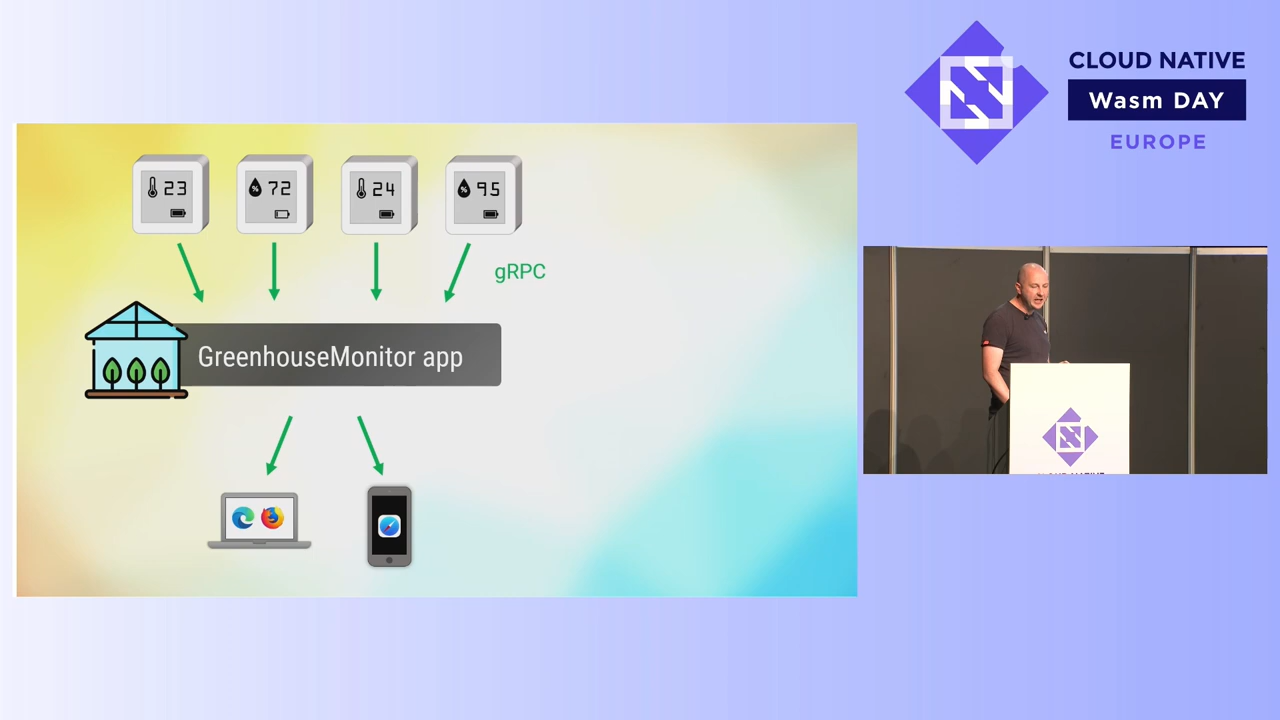 CLOUD NATIVE
Wasm DAY
EUROPE
23
% 72
24
% 95
gRPC
GreenhouseMonitor app